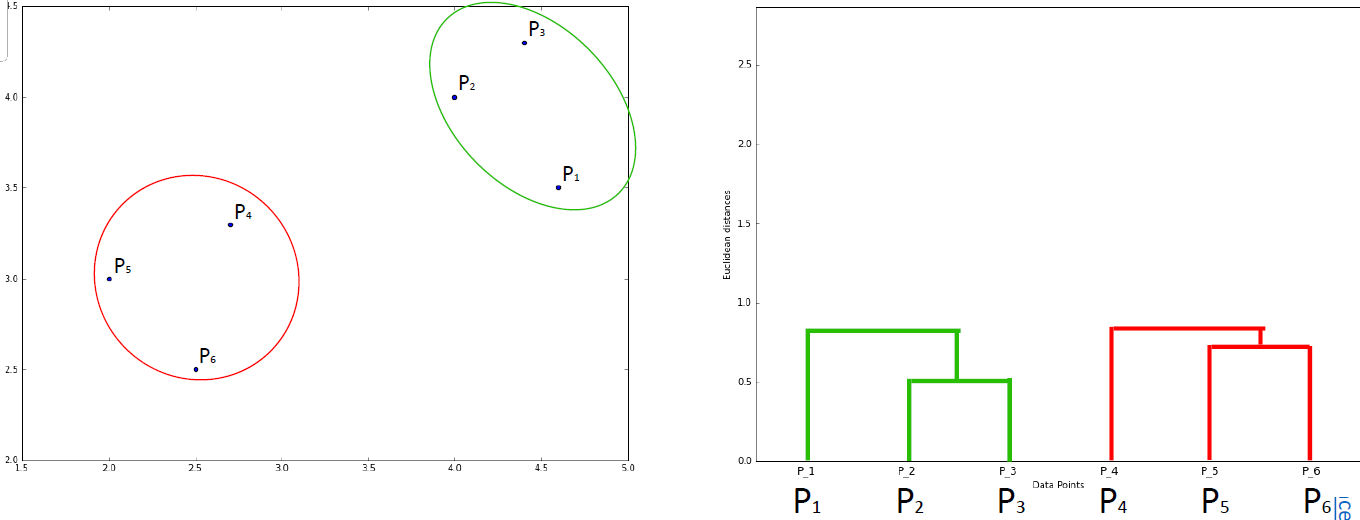 4.5
4.0
3.5
3.0
2.5
2.0
1.5
2.0
2.5
3.0
3.5
4.0
4.5
5.0
P3
P2
P1
P4
P5
P6
2.5
2.0
1.5
1.0
0.5
0.0
Euclidean distances
P_1 P_2 P_3 P_4 P_5 P_6
Data Points
P1 P2 P3 P4 P5 P6
ice